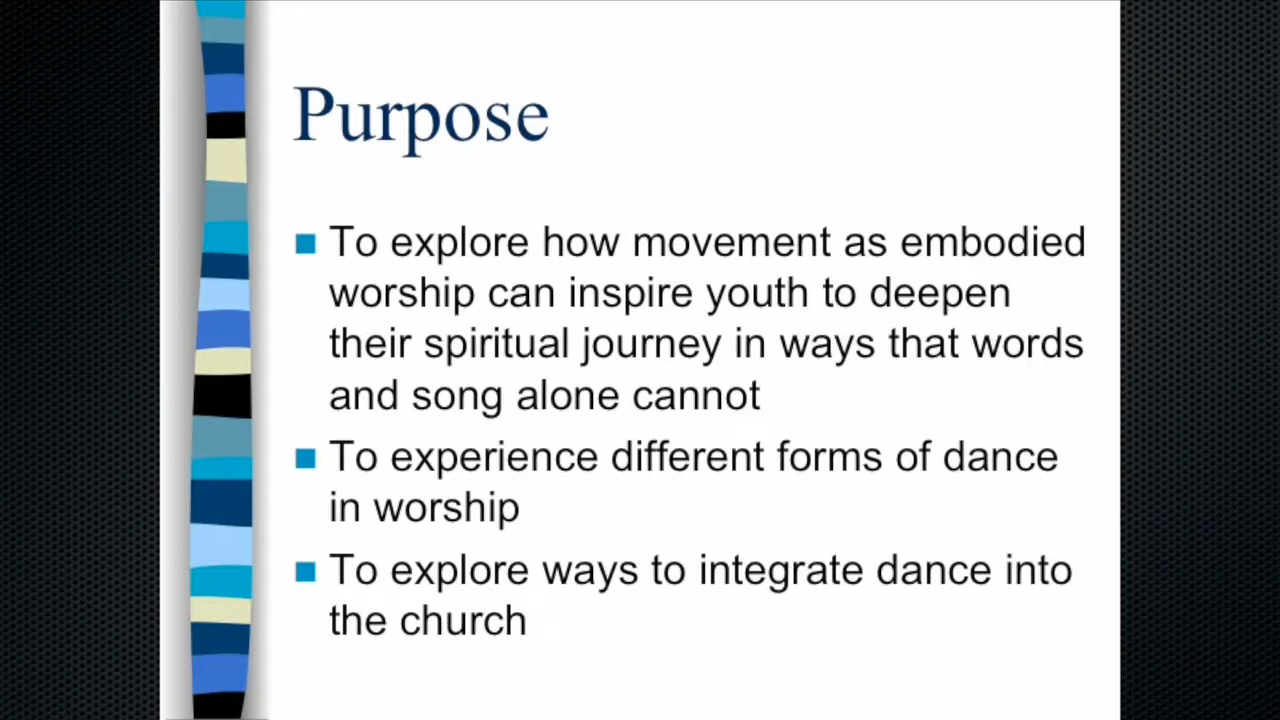 Purpose
To explore how movement as embodied
worship can inspire youth to deepen
their spiritual journey in ways that words
and song alone cannot
To experience different forms of dance
in worship
To explore ways to integrate dance into
the church